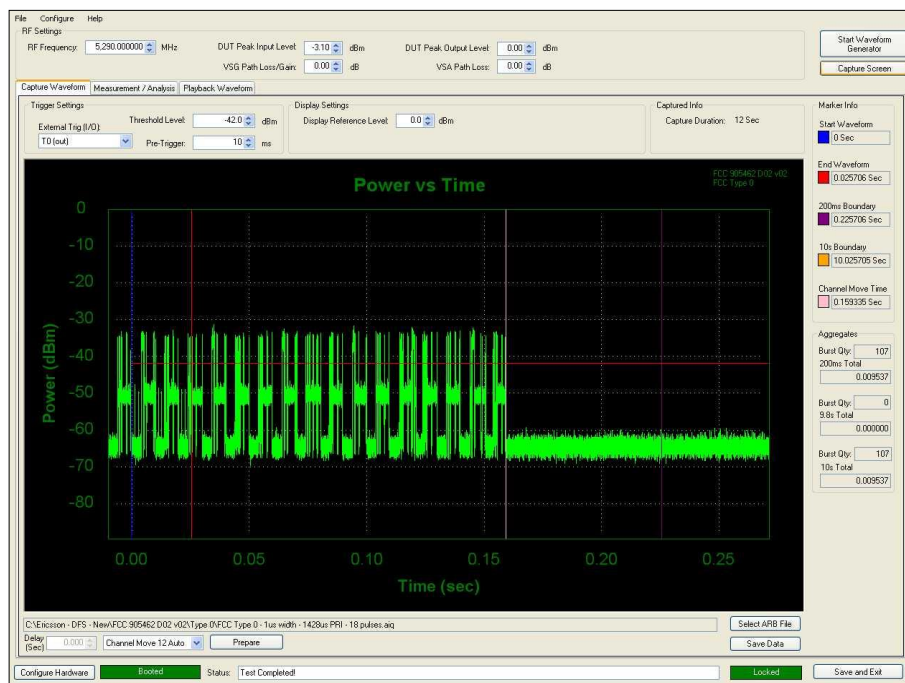 File Configure Help
RF Settings
RF Frequency: 5,290.000000 MHz DUT Peak Input Level: -3.10 dBm DUT Peak Output Level: 0.00 dBm
VSG Path Loss/Gain: 0.00 dB VSA Path Loss: 0.00 dB
Start Waveform Generator
Capture Screen
Capture Waveform Measurement / Analysis Playback Waveform
Trigger Settings
External Trig (I/O): T0 (out)
Threshold Level: -42.0 dBm
Pre-Trigger: 10 ms
Display Settings
Display Reference Level: 0.0 dBm
Captured Info
Capture Duration: 12 Sec
Marker Info
Start Waveform
0 Sec
End Waveform
0.025706 Sec
200ms Boundary
0.225706 Sec
10s Boundary
10.025705 Sec
Channel Move Time
0.159335 Sec
Aggregates
Burst Qty: 107
200ms Total
0.009537
Burst Qty: 0
9.8s Total
0.000000
Burst Qty: 107
10s Total
0.009537
Power vs Time
FCC 905462 D02 v02
FCC Type 0
Power (dBm)
0
-10
-20
-30
-40
-50
-60
-70
-80
0.00 0.05 0.10 0.15 0.20 0.25
Time (sec)
C:\Ericsson - DFS - New\FCC 905462 D02 v02\Type 0\FCC Type 0 - 1us width - 1428us PRI - 18 pulses.aiq
Select ARB File
Delay (Sec) 0.000 Channel Move 12 Auto Prepare
Save Data
Configure Hardware Booted Status: Test Completed! Locked Save and Exit